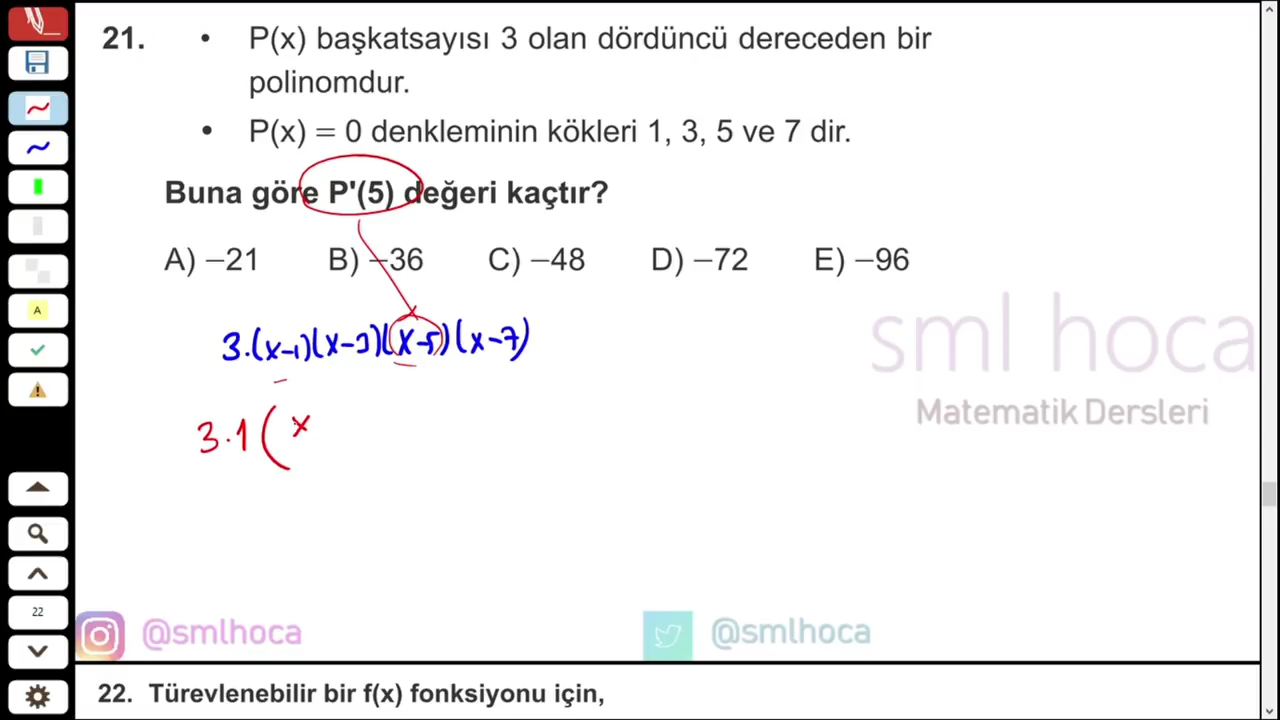 21. • P(x) başkatsayısı 3 olan dördüncü dereceden bir
polinomdur.
• P(x) = 0 denkleminin kökleri 1, 3, 5 ve 7 dir.
Buna göre P'(5) değeri kaçtır?
A) −21 B) −36 C) −48 D) −72 E) −96
3.(x-1)(x-3)(x-5)(x-7)
3.1(x
sml hoca
Matematik Dersleri
A
22
@smlhoca @smlhoca
22. Türevlenebilir bir f(x) fonksiyonu için,